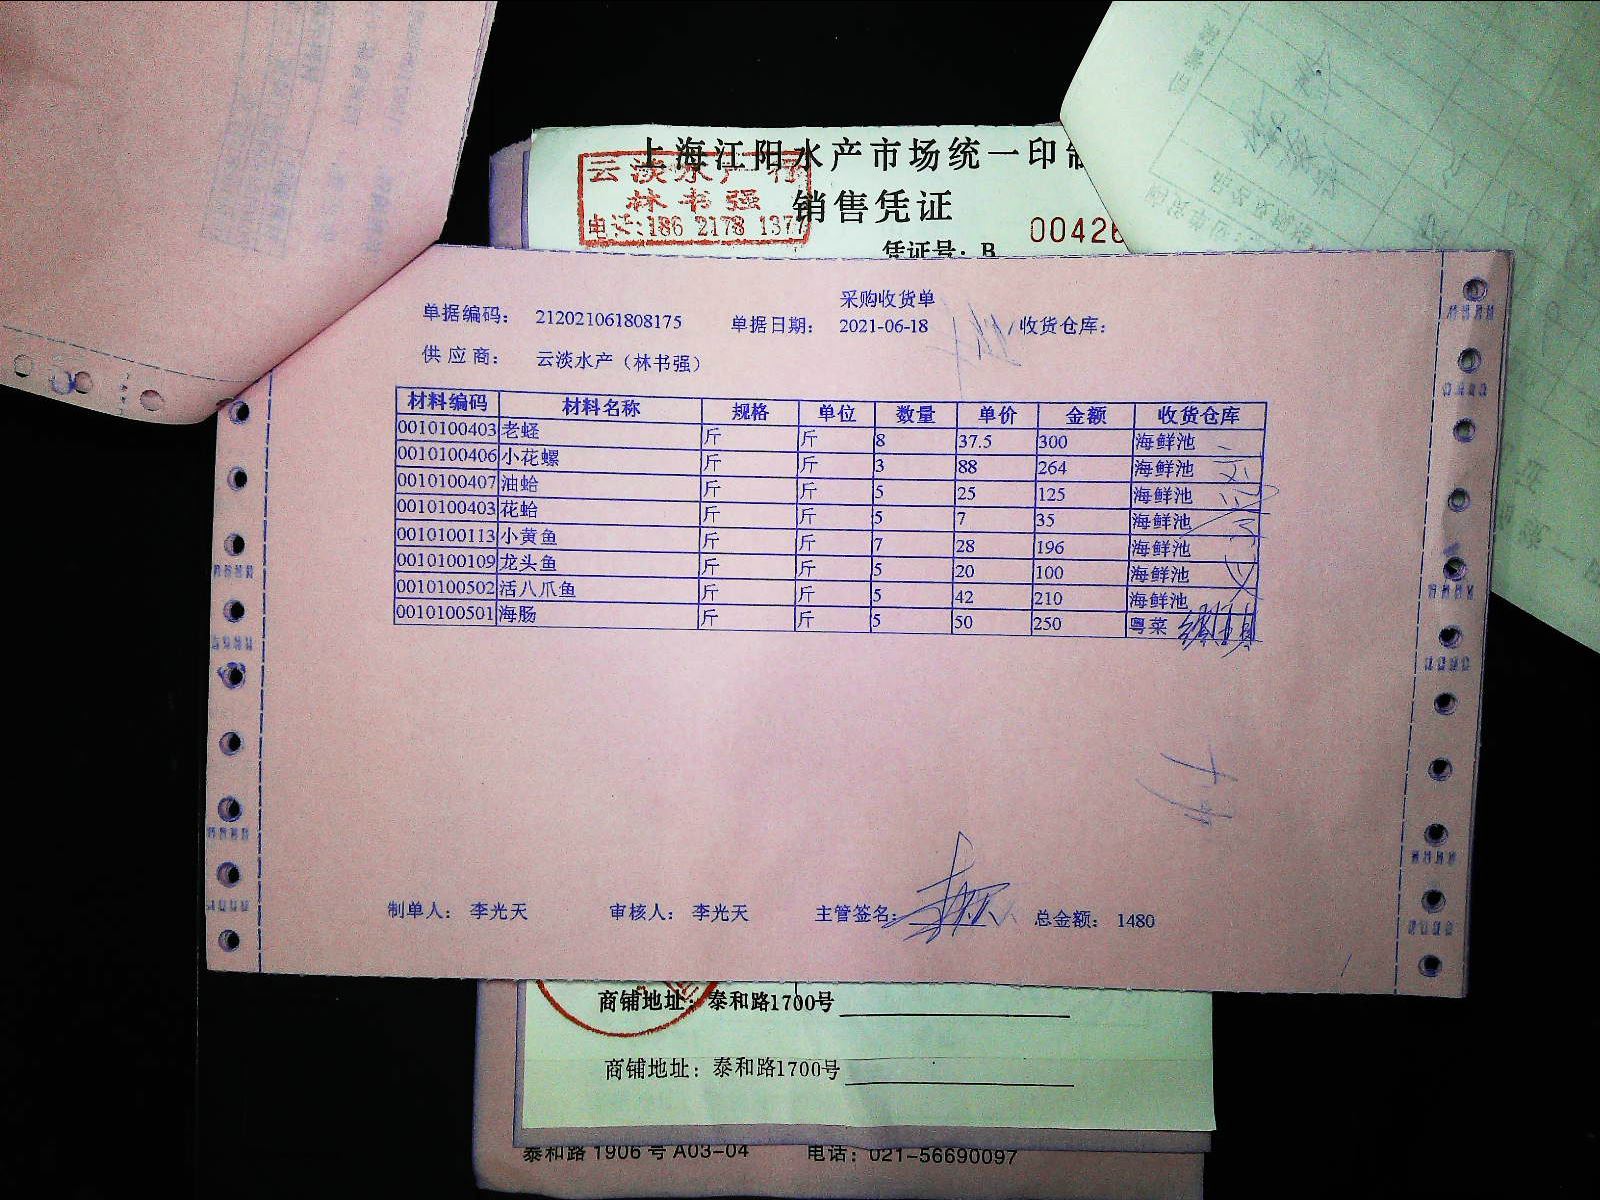 上海江阳水产市场统一印制
云淡水产行
林书强
电话:186 2178 1377
销售凭证
凭证号：B 00426
采购收货单
单据编码： 212021061808175 单据日期： 2021-06-18 收货仓库：
供应商： 云淡水产（林书强）
材料编码 材料名称 规格 单位 数量 单价 金额 收货仓库
0010100403 老蛏 斤 斤 8 37.5 300 海鲜池
0010100406 小花螺 斤 斤 3 88 264 海鲜池
0010100407 油蛤 斤 斤 5 25 125 海鲜池
0010100403 花蛤 斤 斤 5 7 35 海鲜池
0010100113 小黄鱼 斤 斤 7 28 196 海鲜池
0010100109 龙头鱼 斤 斤 5 20 100 海鲜池
0010100502 活八爪鱼 斤 斤 5 42 210 海鲜池
0010100501 海肠 斤 斤 5 50 250 粤菜
制单人： 李光天 审核人： 李光天 主管签名： 总金额： 1480
商铺地址：泰和路1700号
商铺地址：泰和路1700号
泰和路1906号A03-04 电话：021-56690097